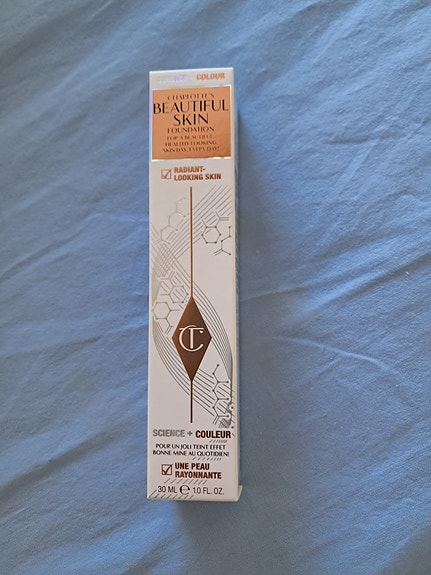 COLOUR
CHARLOTTE'S
BEAUTIFUL
SKIN
FOUNDATION
FOR A BEAUTIFUL,
HEALTHY LOOKING
SKIN DAY, EVERY DAY!
RADIANT-
LOOKING SKIN
CT
SCIENCE + COULEUR
POUR UN JOLI TEINT EFFET
BONNE MINE AU QUOTIDIEN!
UNE PEAU
RAYONNANTE
30 ML ℮ 1.0 FL. OZ.